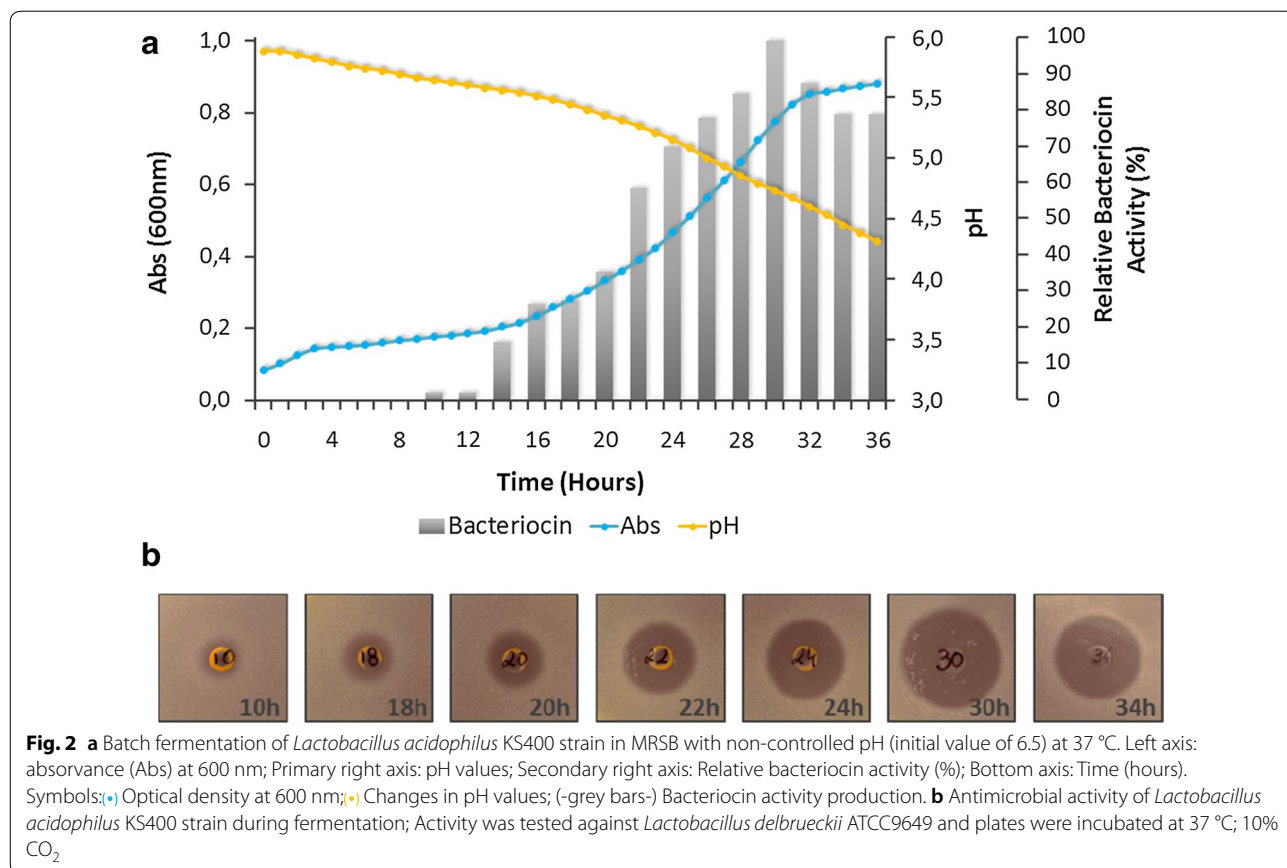 a
1,0
0,8
0,6
0,4
0,2
0,0
Abs (600nm)
6,0
5,5
5,0
4,5
4,0
3,5
3,0
pH
100
90
80
70
60
50
40
30
20
10
0
Relative Bacteriocin
Activity (%)
0 4 8 12 16 20 24 28 32 36
Time (Hours)
Bacteriocin Abs pH
b
10 18 20 22 24 30 34
10h 18h 20h 22h 24h 30h 34h
Fig. 2 a Batch fermentation of Lactobacillus acidophilus KS400 strain in MRSB with non-controlled pH (initial value of 6.5) at 37 °C. Left axis:
absorvance (Abs) at 600 nm; Primary right axis: pH values; Secondary right axis: Relative bacteriocin activity (%); Bottom axis: Time (hours).
Symbols:(•) Optical density at 600 nm;(•) Changes in pH values; (-grey bars-) Bacteriocin activity production. b Antimicrobial activity of Lactobacillus
acidophilus KS400 strain during fermentation; Activity was tested against Lactobacillus delbrueckii ATCC9649 and plates were incubated at 37 °C; 10%
CO₂